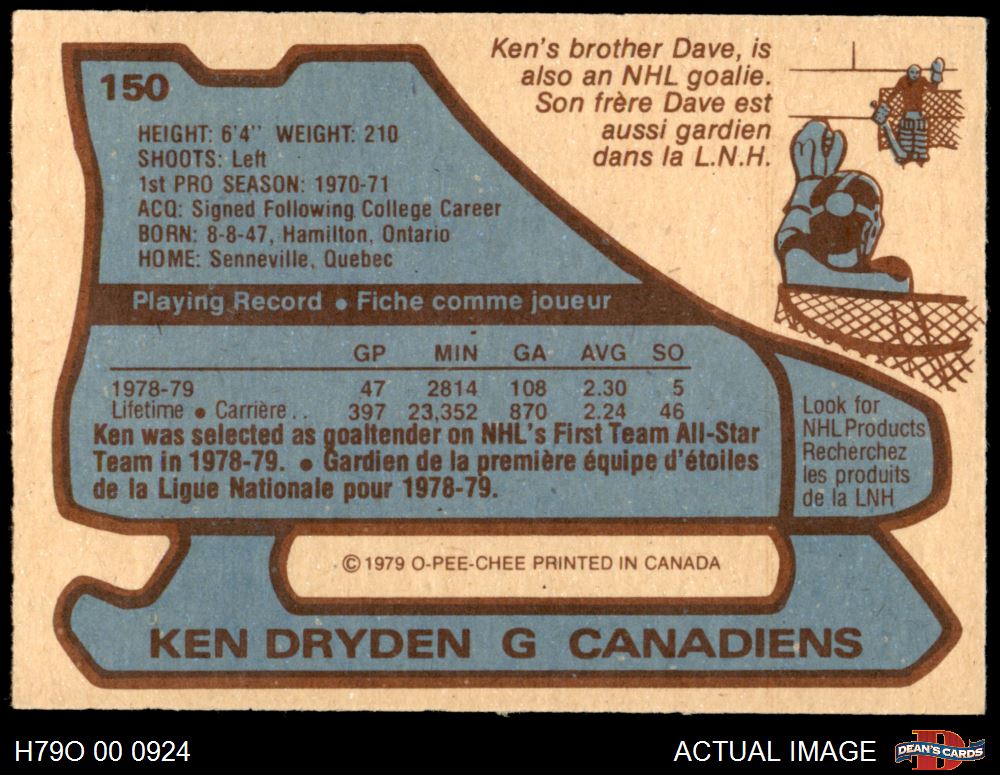 150
Ken's brother Dave, is
also an NHL goalie.
Son frère Dave est
aussi gardien
dans la L.N.H.
HEIGHT: 6'4'' WEIGHT: 210
SHOOTS: Left
1st PRO SEASON: 1970-71
ACQ: Signed Following College Career
BORN: 8-8-47, Hamilton, Ontario
HOME: Senneville, Quebec
Playing Record • Fiche comme joueur
GP MIN GA AVG SO
1978-79 47 2814 108 2.30 5
Lifetime • Carrière . . 397 23,352 870 2.24 46
Ken was selected as goaltender on NHL's First Team All-Star
Team in 1978-79. • Gardien de la première équipe d'étoiles
de la Ligue Nationale pour 1978-79.
Look for
NHL Products
Recherchez
les produits
de la LNH
© 1979 O-PEE-CHEE PRINTED IN CANADA
KEN DRYDEN G CANADIENS
H79O 00 0924
ACTUAL IMAGE
D
DEAN'S CARDS